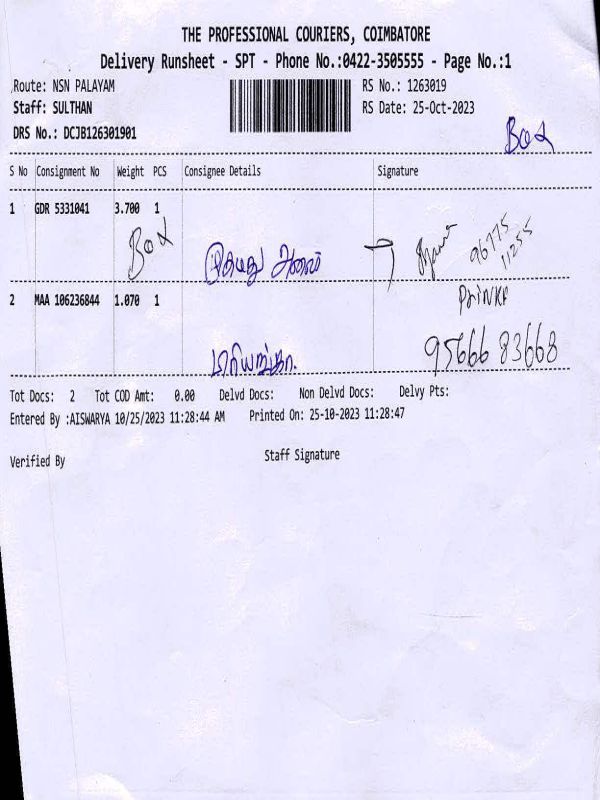 THE PROFESSIONAL COURIERS, COIMBATORE
Delivery Runsheet - SPT - Phone No.:0422-3505555 - Page No.:1
Route: NSN PALAYAM RS No.: 1263019
Staff: SULTHAN RS Date: 25-Oct-2023
DRS No.: DCJB126301901
Box
S No Consignment No Weight PCS Consignee Details Signature
1 GDR 5331041 3.700 1
Box
96775
11255
2 MAA 106236844 1.070 1
95666 83668
Tot Docs: 2 Tot COD Amt: 0.00 Delvd Docs: Non Delvd Docs: Delvy Pts:
Entered By :AISWARYA 10/25/2023 11:28:44 AM Printed On: 25-10-2023 11:28:47
Verified By Staff Signature